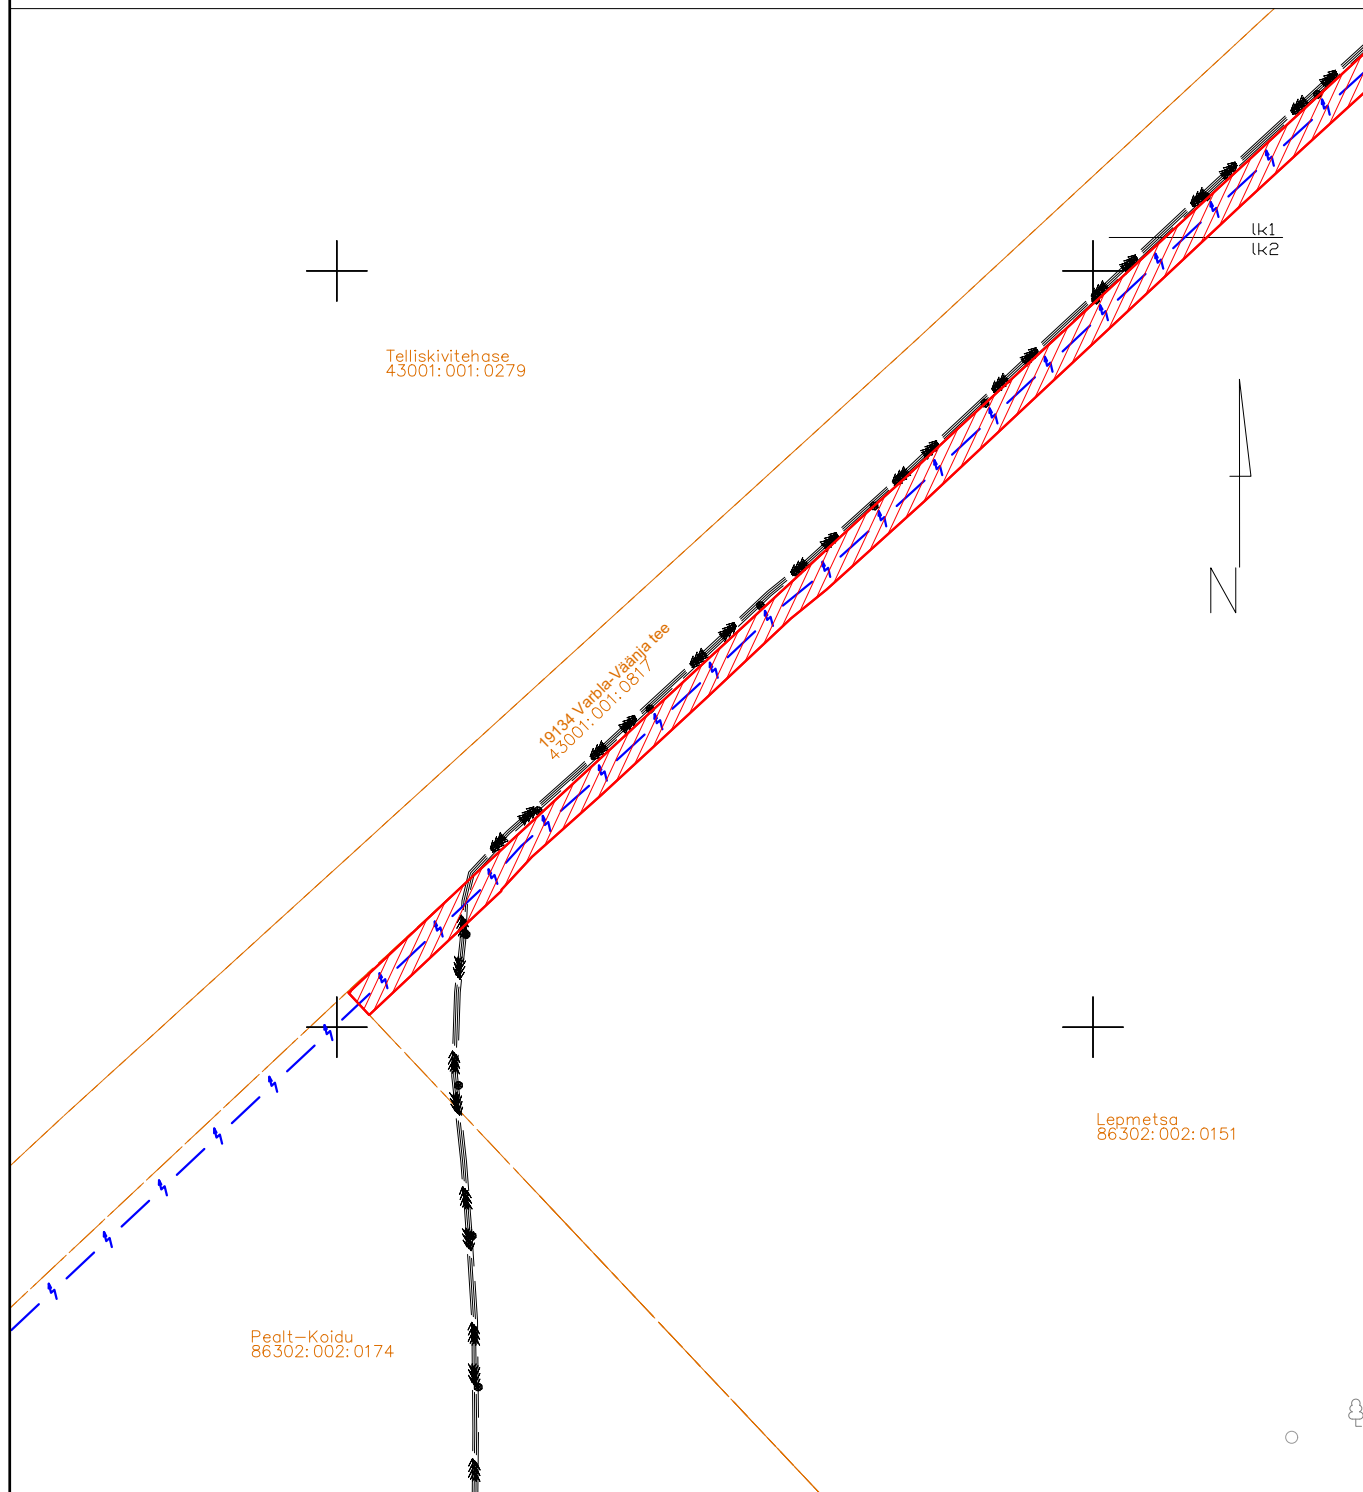 lk1
lk2
Telliskivitehase
43001:001:0279
N
19134 Varbla-Väänja tee
43001:001:0817
Lepmetsa
86302:002:0151
Pealt-Koidu
86302:002:0174